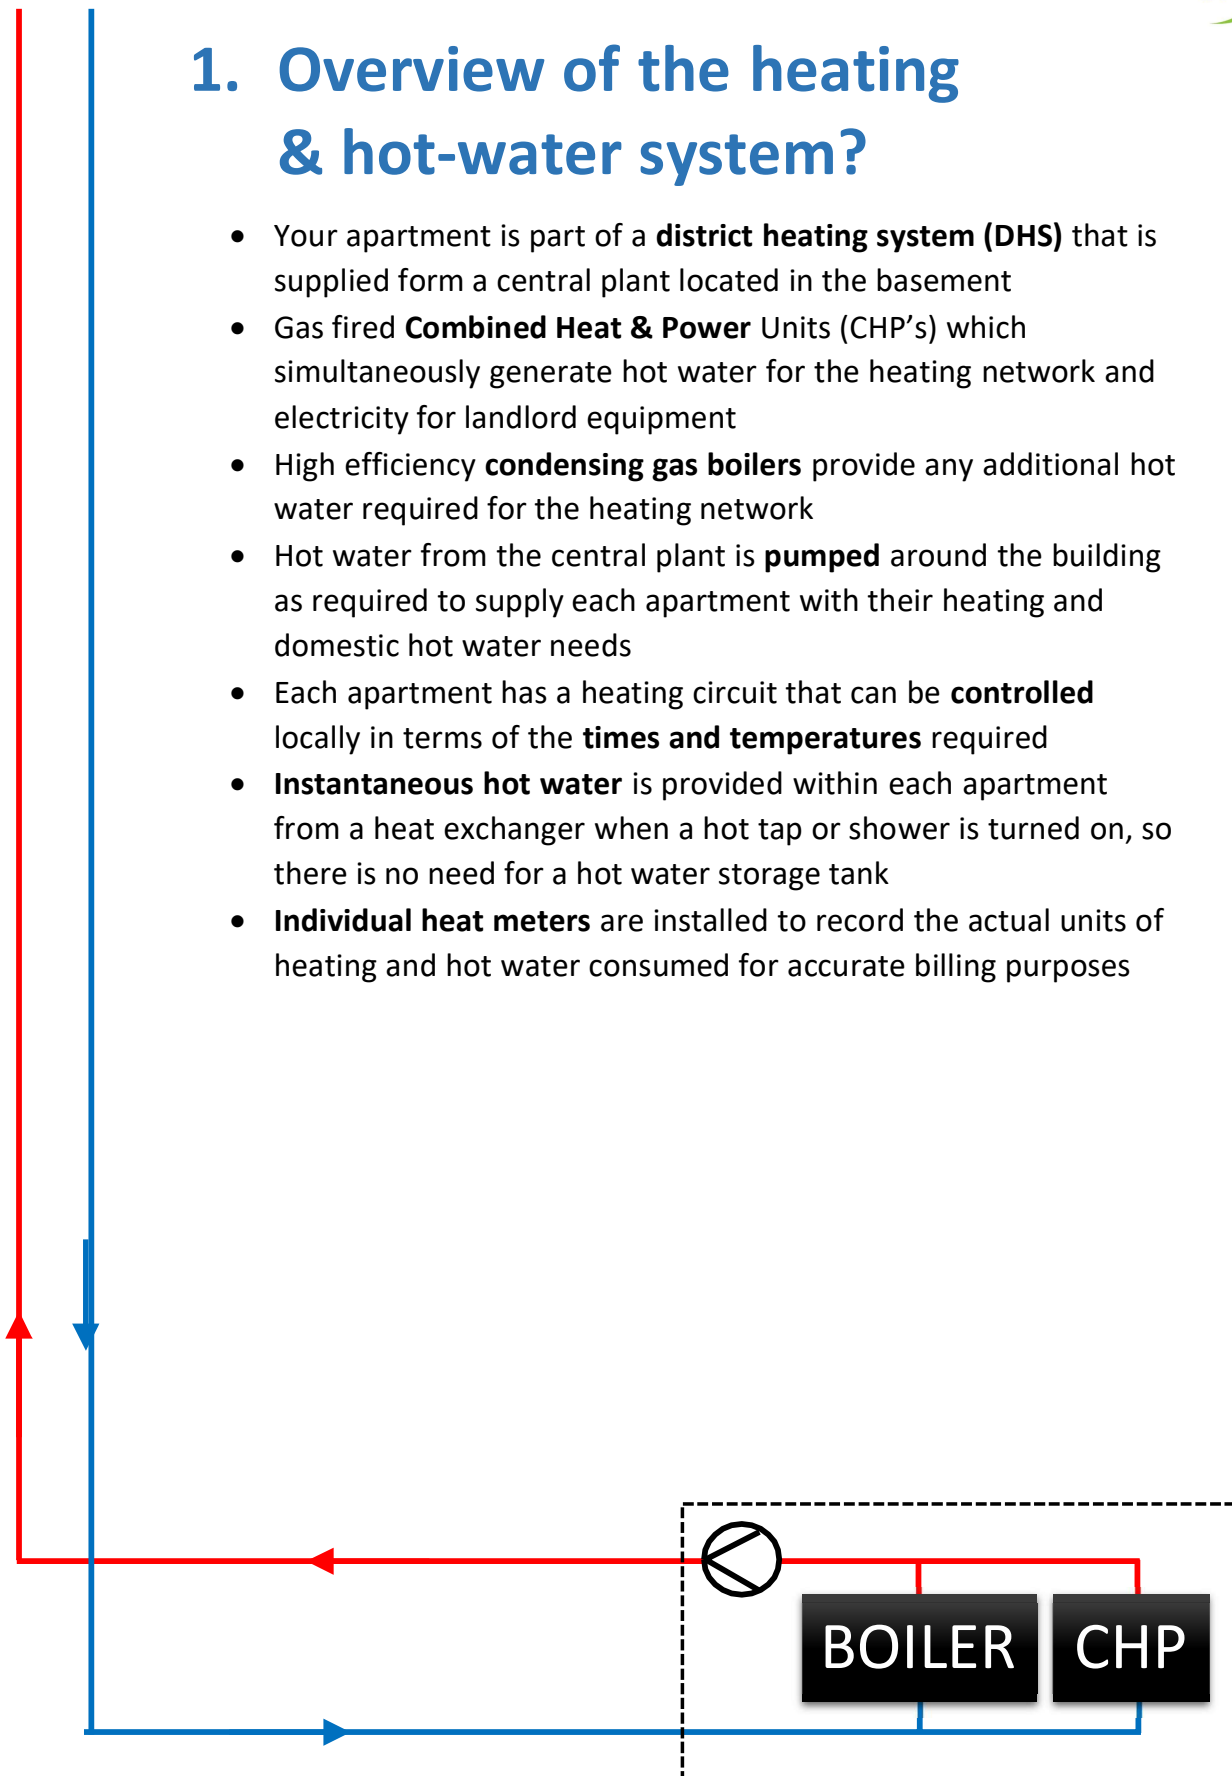 1. Overview of the heating
& hot-water system?
• Your apartment is part of a district heating system (DHS) that is
supplied form a central plant located in the basement
• Gas fired Combined Heat & Power Units (CHP's) which
simultaneously generate hot water for the heating network and
electricity for landlord equipment
• High efficiency condensing gas boilers provide any additional hot
water required for the heating network
• Hot water from the central plant is pumped around the building
as required to supply each apartment with their heating and
domestic hot water needs
• Each apartment has a heating circuit that can be controlled
locally in terms of the times and temperatures required
• Instantaneous hot water is provided within each apartment
from a heat exchanger when a hot tap or shower is turned on, so
there is no need for a hot water storage tank
• Individual heat meters are installed to record the actual units of
heating and hot water consumed for accurate billing purposes
BOILER
CHP